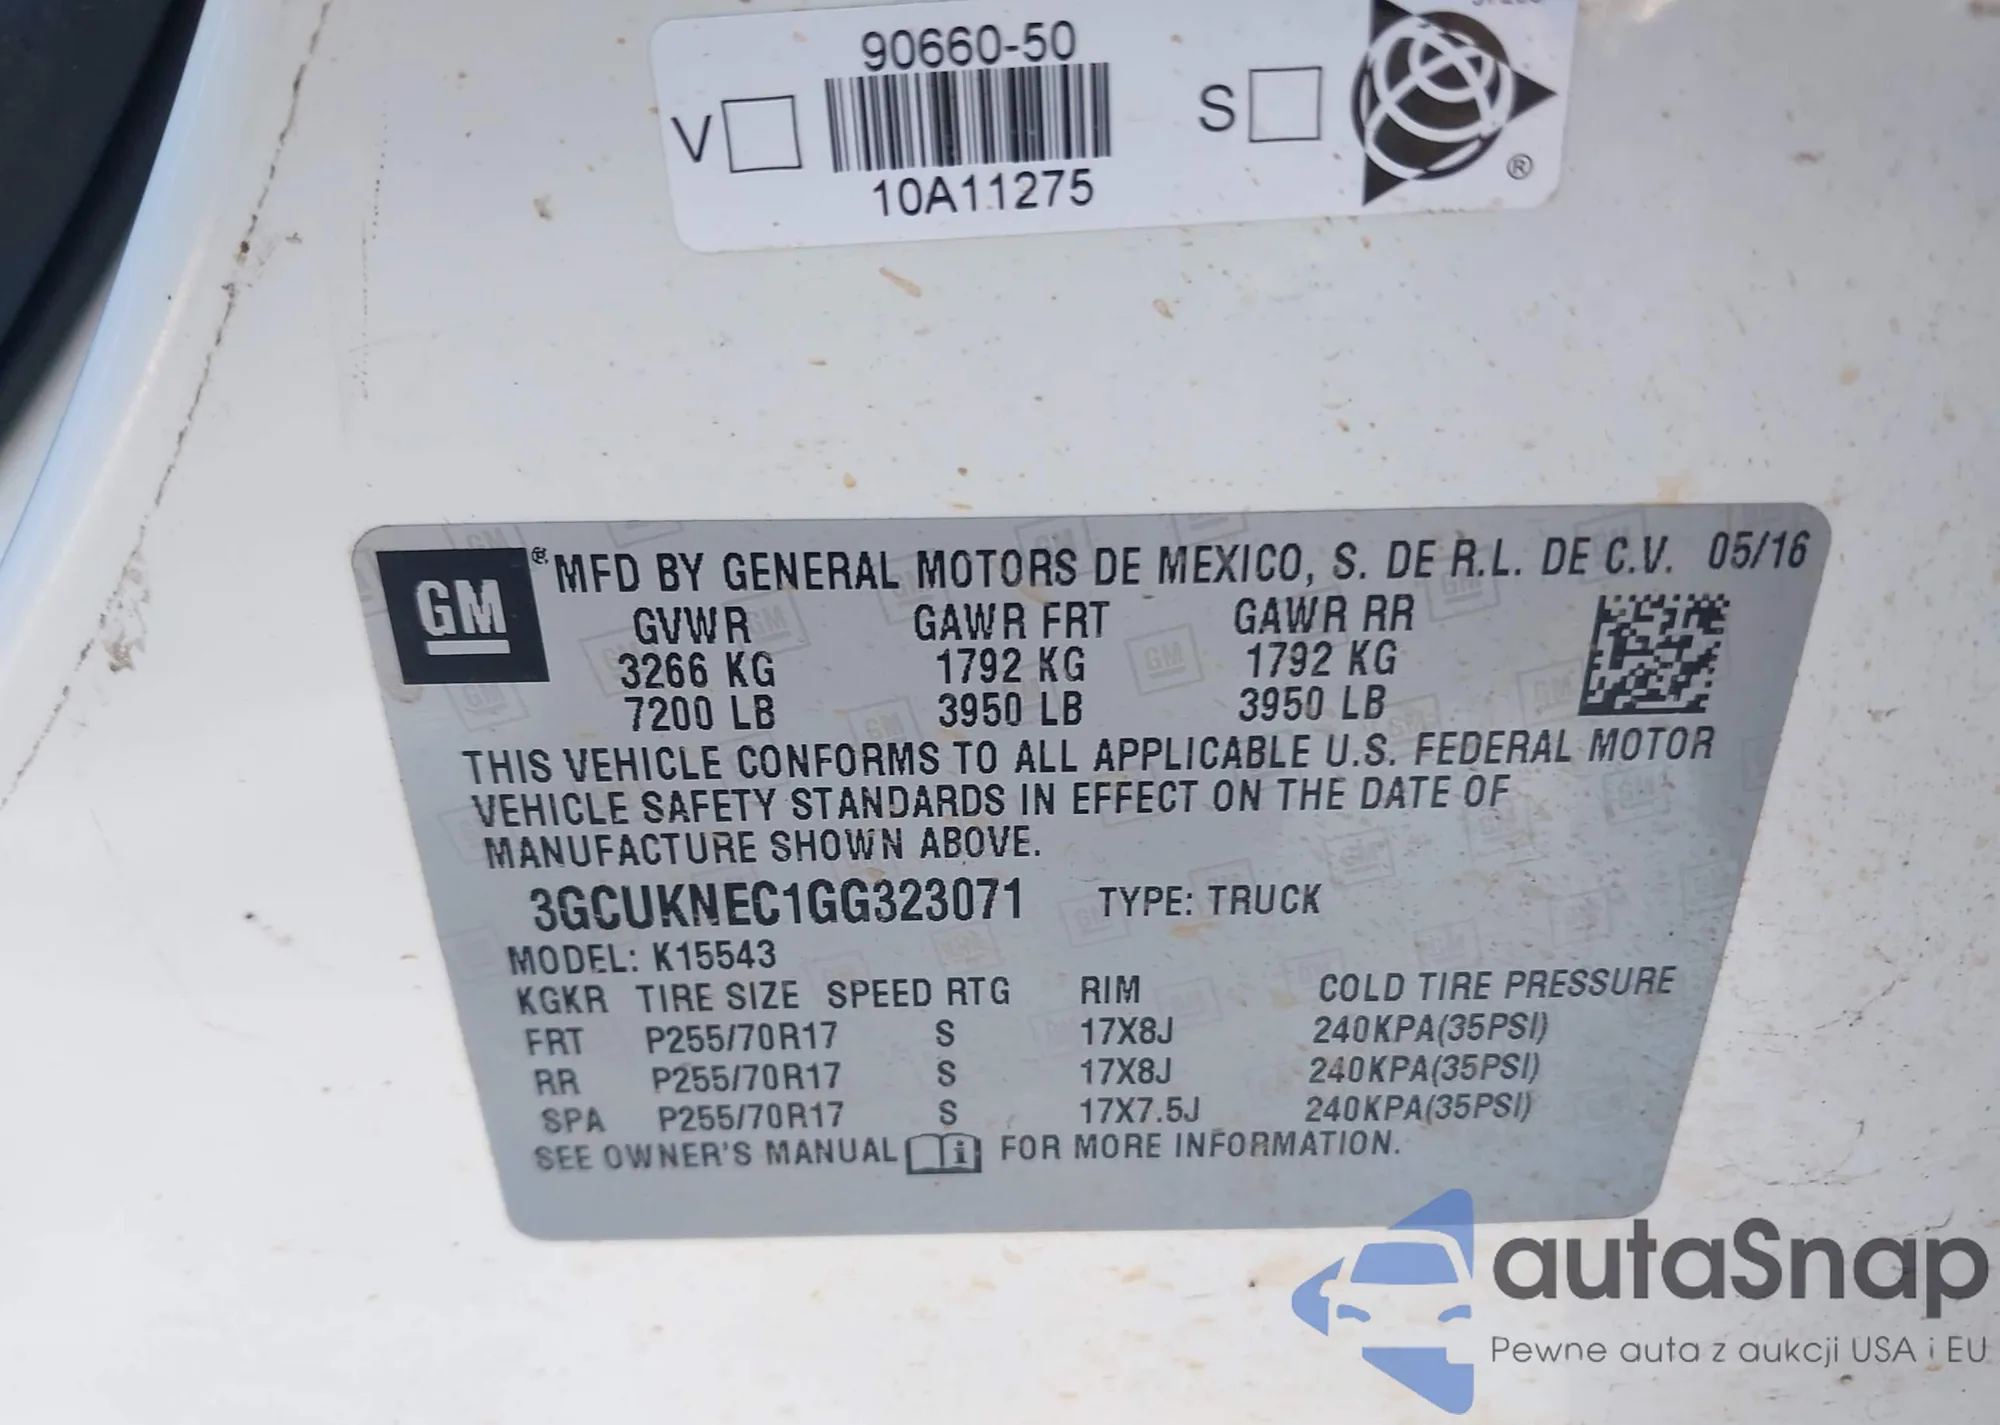 90660-50
V
S
®
10A11275
GM ® MFD BY GENERAL MOTORS DE MEXICO, S. DE R.L. DE C.V. 05/16
GVWR GAWR FRT GAWR RR
3266 KG 1792 KG 1792 KG
7200 LB 3950 LB 3950 LB
THIS VEHICLE CONFORMS TO ALL APPLICABLE U.S. FEDERAL MOTOR
VEHICLE SAFETY STANDARDS IN EFFECT ON THE DATE OF
MANUFACTURE SHOWN ABOVE.
3GCUKNEC1GG323071 TYPE: TRUCK
MODEL: K15543
KGKR TIRE SIZE SPEED RTG RIM COLD TIRE PRESSURE
FRT P255/70R17 S 17X8J 240KPA(35PSI)
RR P255/70R17 S 17X8J 240KPA(35PSI)
SPA P255/70R17 S 17X7.5J 240KPA(35PSI)
SEE OWNER'S MANUAL i FOR MORE INFORMATION.
autaSnap
Pewne auta z aukcji USA i EU